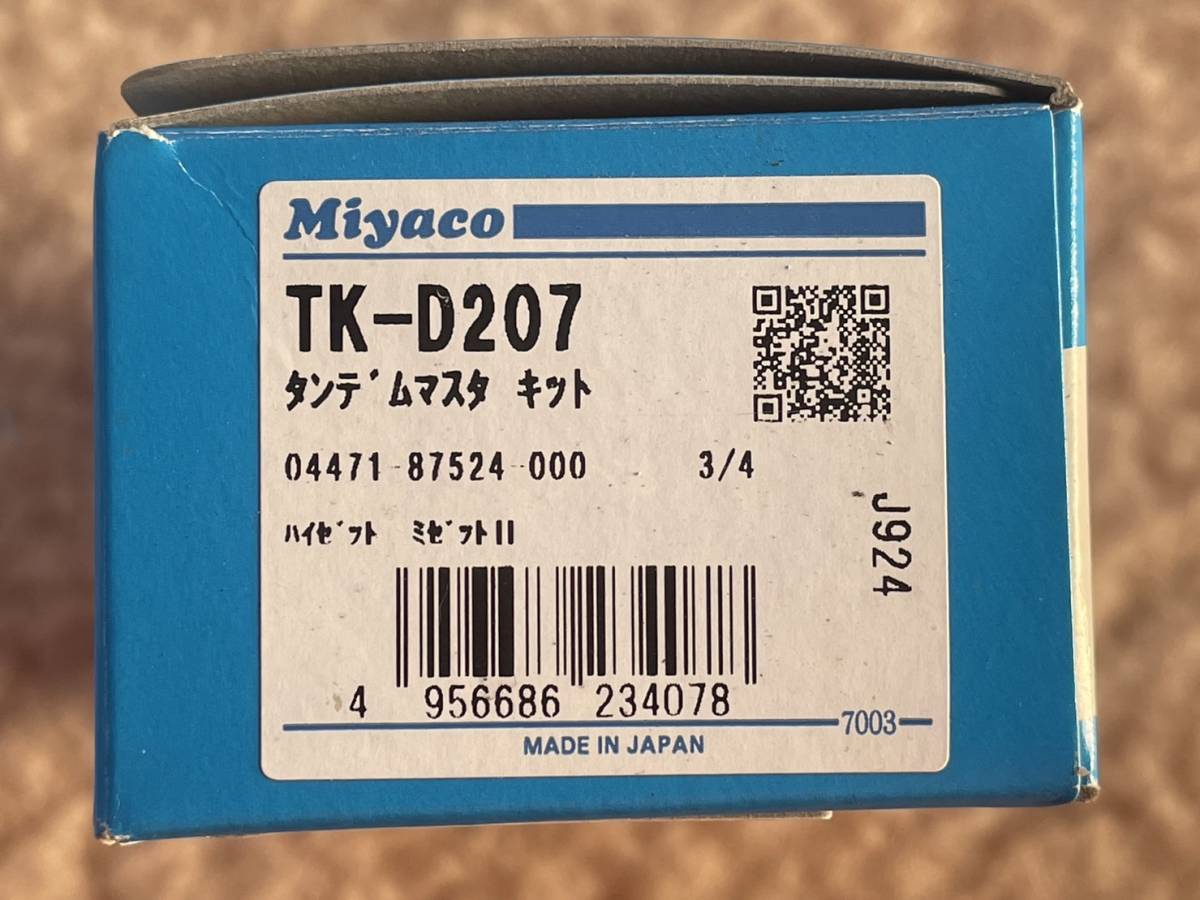 Miyaco
TK-D207
ﾀﾝﾃﾞﾑﾏｽﾀ ｷｯﾄ
04471-87524-000 3/4
ﾊｲｾﾞｯﾄ ﾐｾﾞｯﾄII
J924
4 956686 234078
7003
MADE IN JAPAN